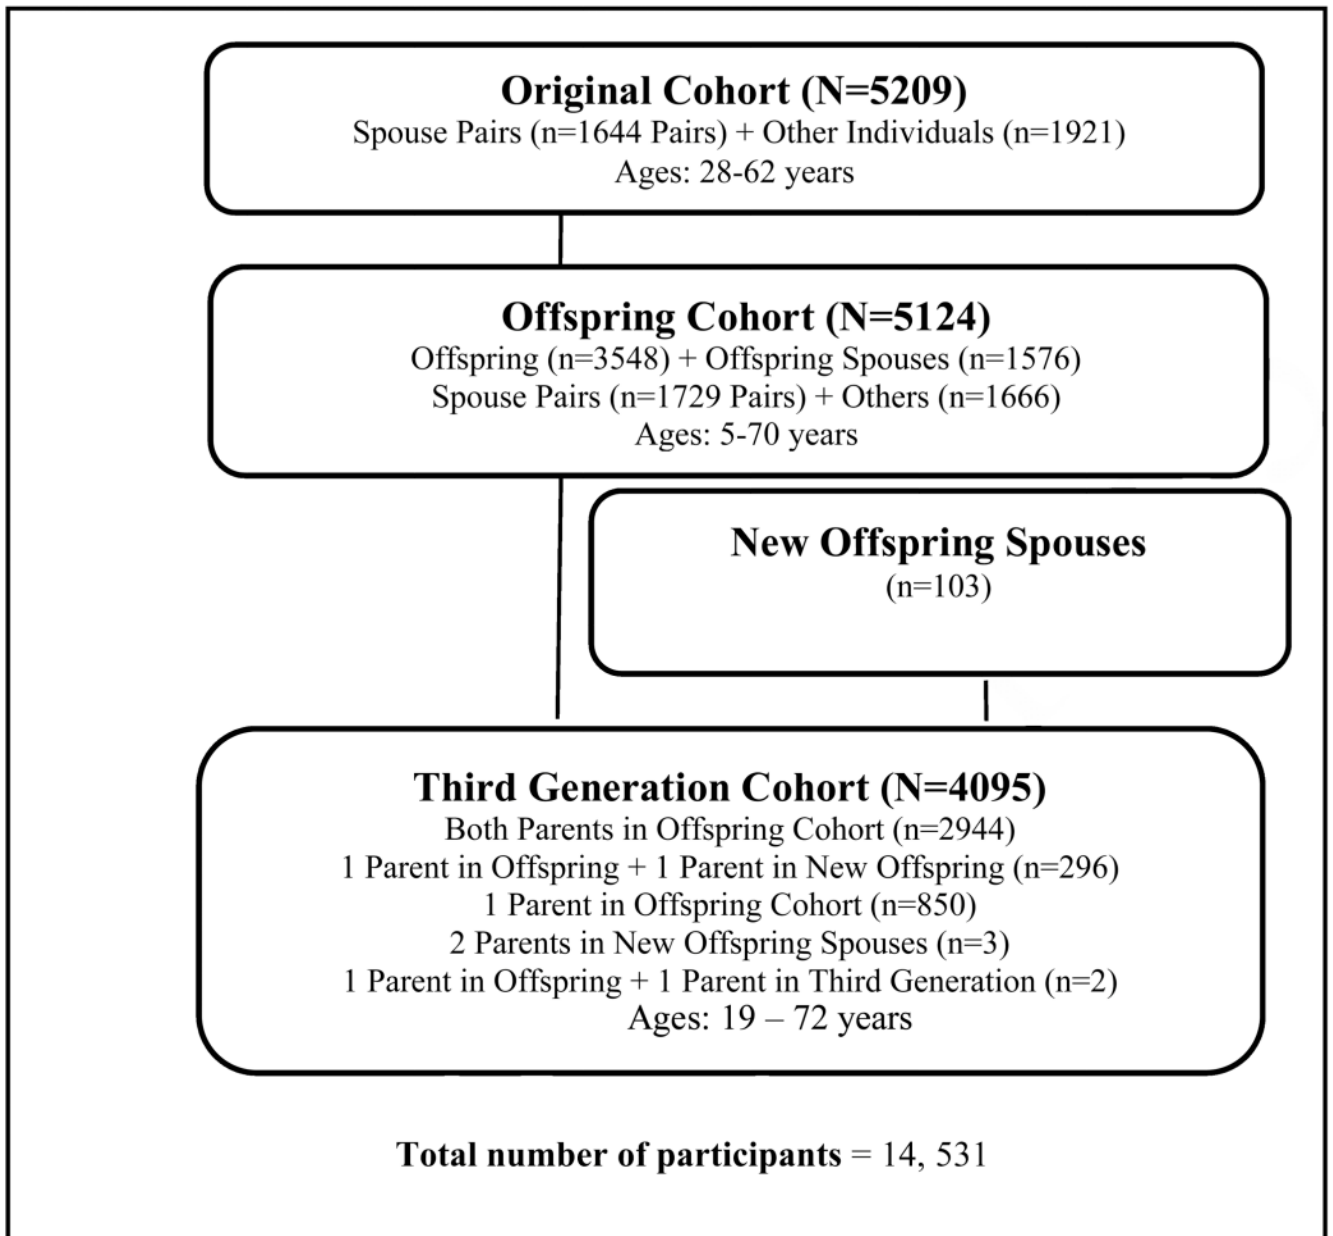 Original Cohort (N=5209)
Spouse Pairs (n=1644 Pairs) + Other Individuals (n=1921)
Ages: 28-62 years
Offspring Cohort (N=5124)
Offspring (n=3548) + Offspring Spouses (n=1576)
Spouse Pairs (n=1729 Pairs) + Others (n=1666)
Ages: 5-70 years
New Offspring Spouses
(n=103)
Third Generation Cohort (N=4095)
Both Parents in Offspring Cohort (n=2944)
1 Parent in Offspring + 1 Parent in New Offspring (n=296)
1 Parent in Offspring Cohort (n=850)
2 Parents in New Offspring Spouses (n=3)
1 Parent in Offspring + 1 Parent in Third Generation (n=2)
Ages: 19 – 72 years
Total number of participants = 14, 531